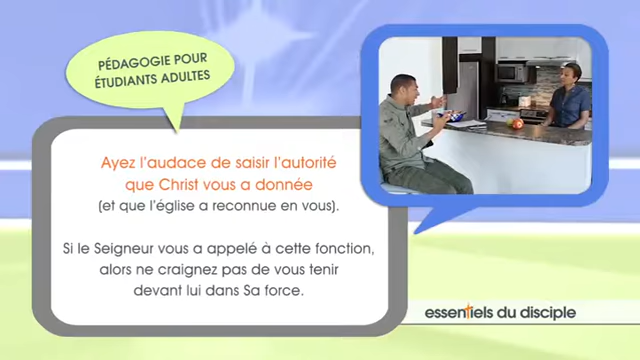 PÉDAGOGIE POUR
ÉTUDIANTS ADULTES
Ayez l'audace de saisir l'autorité
que Christ vous a donnée
(et que l'église a reconnue en vous).
Si le Seigneur vous a appelé à cette fonction,
alors ne craignez pas de vous tenir
devant lui dans Sa force.
essentiels du disciple